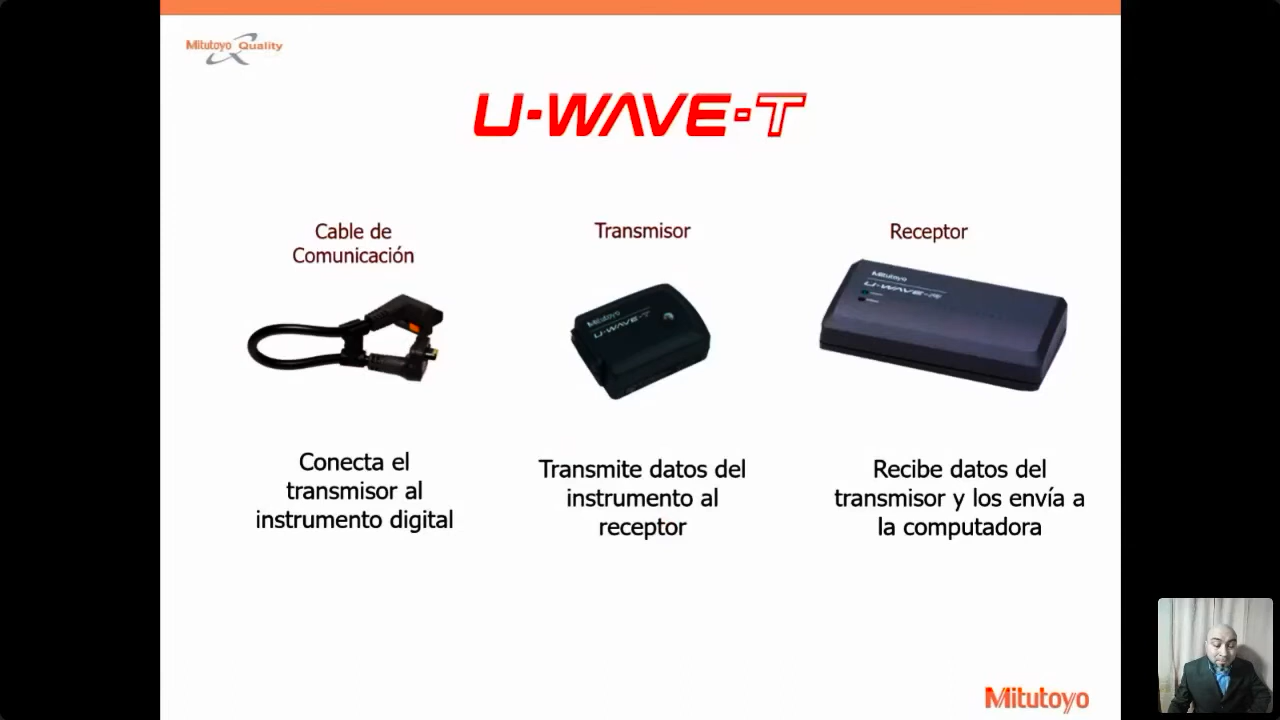 Mitutoyo Quality
U-WAVE-T
Cable de
Comunicación
Transmisor
Receptor
Mitutoyo
U-WAVE-T
Mitutoyo
U-WAVE-R
Conecta el
transmisor al
instrumento digital
Transmite datos del
instrumento al
receptor
Recibe datos del
transmisor y los envía a
la computadora
Mitutoyo